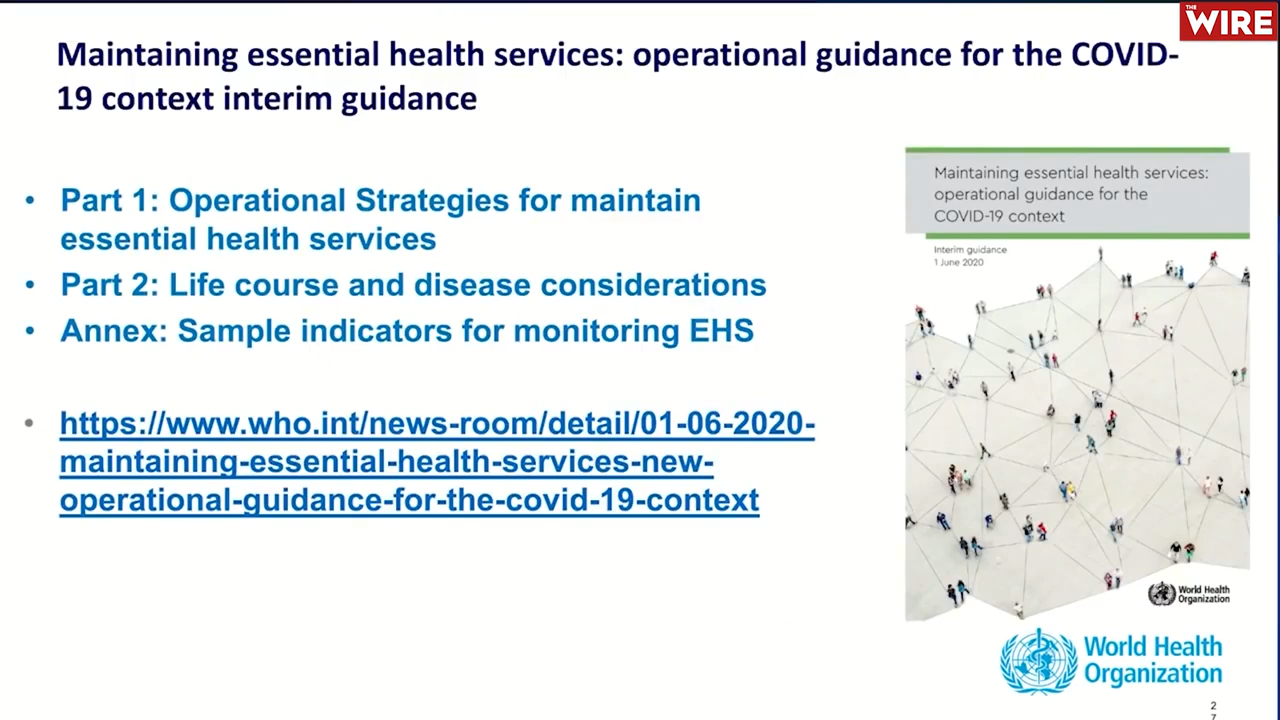 THE
WIRE
Maintaining essential health services: operational guidance for the COVID-
19 context interim guidance
• Part 1: Operational Strategies for maintain
essential health services
• Part 2: Life course and disease considerations
• Annex: Sample indicators for monitoring EHS
• https://www.who.int/news-room/detail/01-06-2020-
maintaining-essential-health-services-new-
operational-guidance-for-the-covid-19-context
Maintaining essential health services:
operational guidance for the
COVID-19 context
Interim guidance
1 June 2020
World Health
Organization
World Health
Organization
2
7